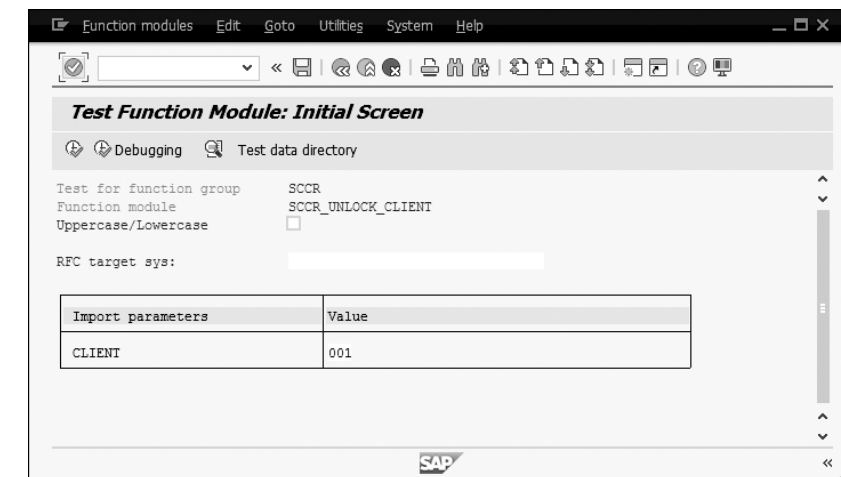 Function modules Edit Goto Utilities System Help
Test Function Module: Initial Screen
Debugging Test data directory
Test for function group SCCR
Function module SCCR_UNLOCK_CLIENT
Uppercase/Lowercase
RFC target sys:
Import parameters Value
CLIENT 001
SAP